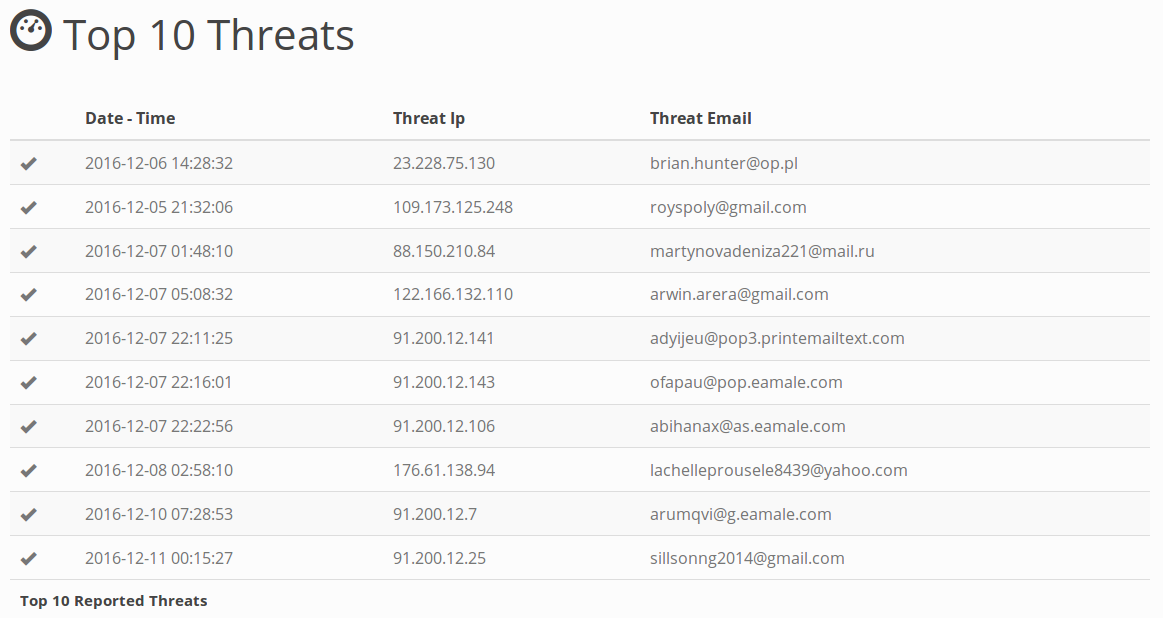 Top 10 Threats
Date - Time Threat Ip Threat Email
2016-12-06 14:28:32 23.228.75.130 brian.hunter@op.pl
2016-12-05 21:32:06 109.173.125.248 royspoly@gmail.com
2016-12-07 01:48:10 88.150.210.84 martynovadeniza221@mail.ru
2016-12-07 05:08:32 122.166.132.110 arwin.arera@gmail.com
2016-12-07 22:11:25 91.200.12.141 adyijeu@pop3.printemailtext.com
2016-12-07 22:16:01 91.200.12.143 ofapau@pop.eamale.com
2016-12-07 22:22:56 91.200.12.106 abihanax@as.eamale.com
2016-12-08 02:58:10 176.61.138.94 lachelleprousele8439@yahoo.com
2016-12-10 07:28:53 91.200.12.7 arumqvi@g.eamale.com
2016-12-11 00:15:27 91.200.12.25 sillsonng2014@gmail.com
Top 10 Reported Threats